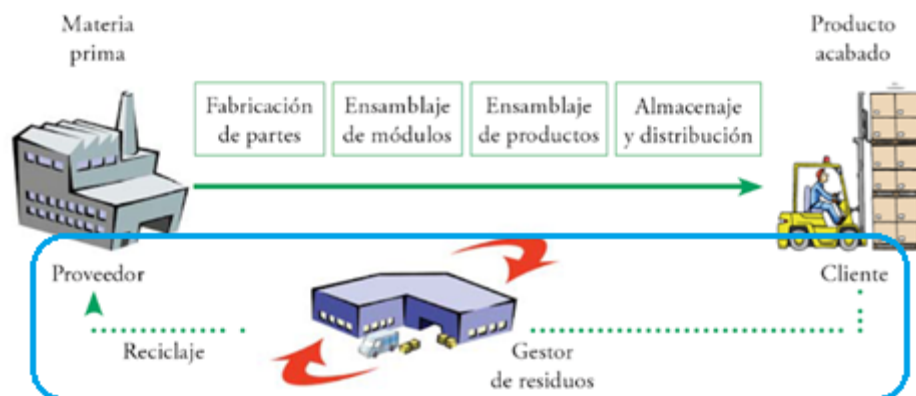 Materia
prima
Producto
acabado
Fabricación
de partes
Ensamblaje
de módulos
Ensamblaje
de productos
Almacenaje
y distribución
Proveedor
Cliente
Reciclaje
Gestor
de residuos